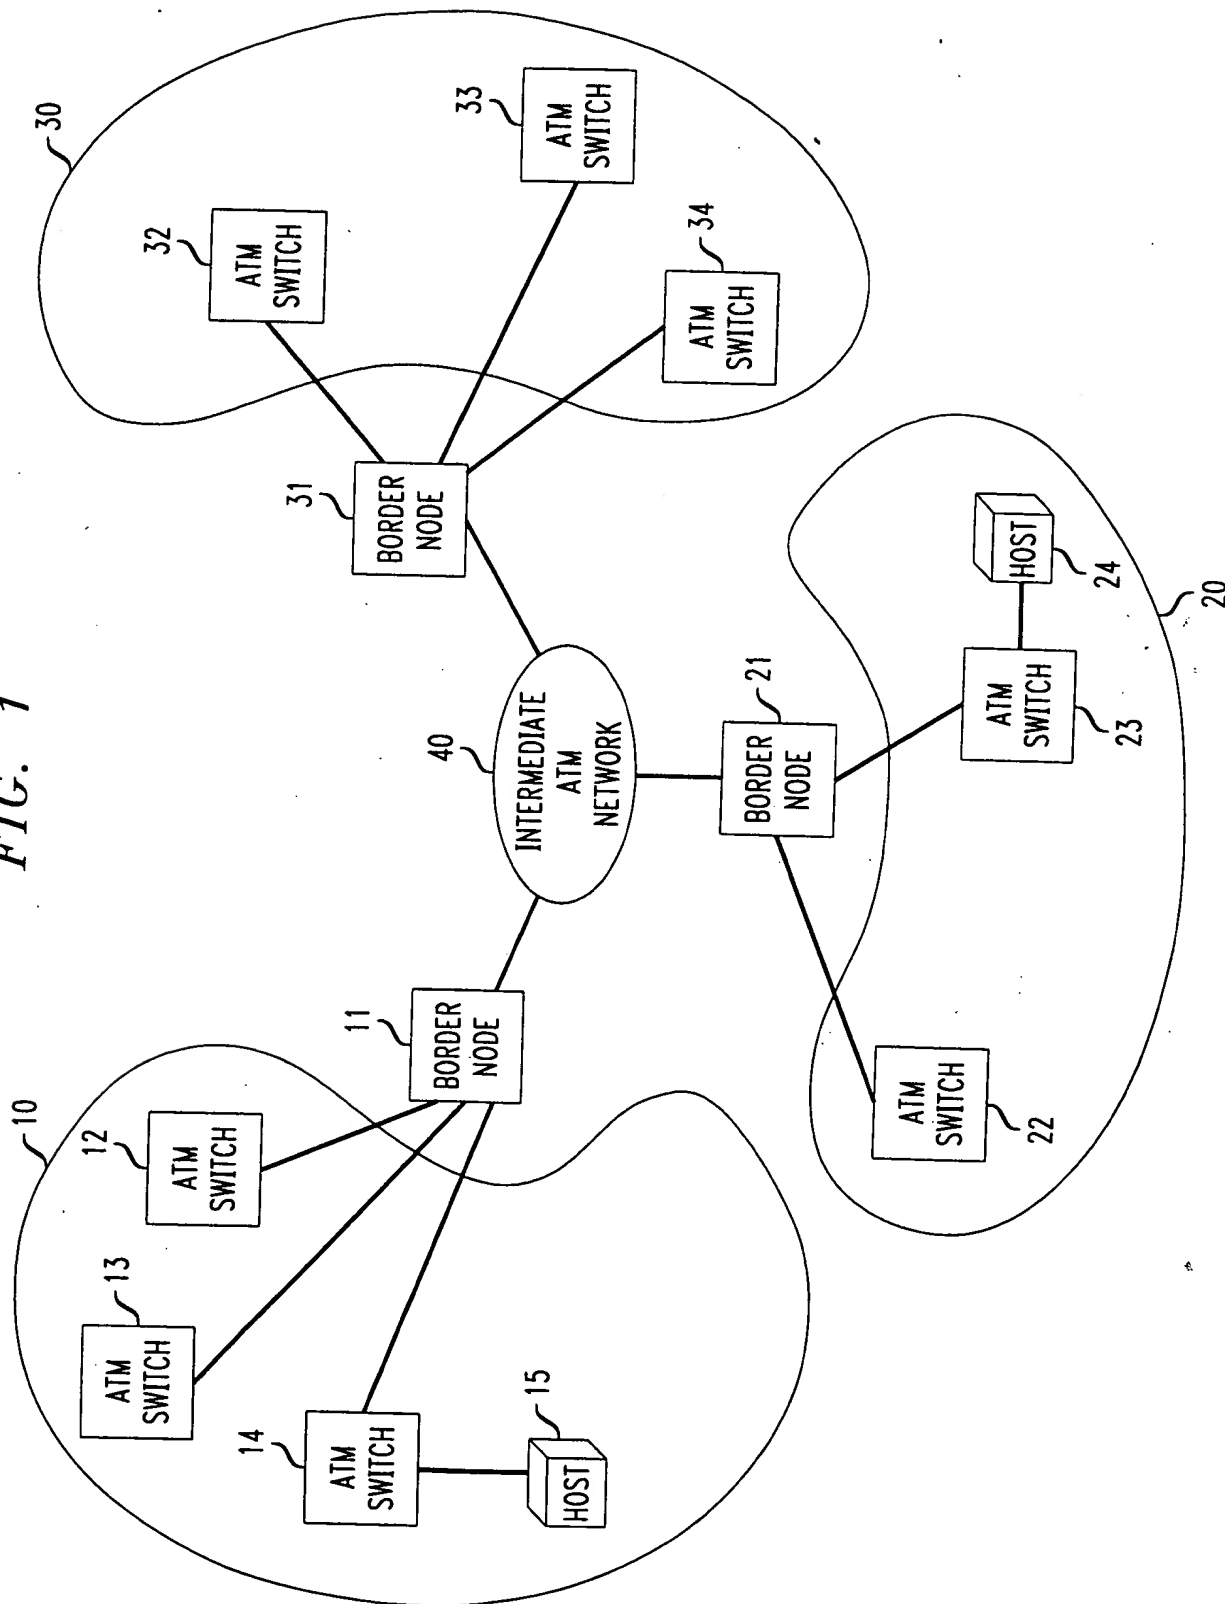 FIG. 1
10
12
ATM
SWITCH
13
ATM
SWITCH
14
ATM
SWITCH
15
HOST
11
BORDER
NODE
40
INTERMEDIATE
ATM
NETWORK
30
31
BORDER
NODE
32
ATM
SWITCH
33
ATM
SWITCH
34
ATM
SWITCH
21
BORDER
NODE
22
ATM
SWITCH
23
ATM
SWITCH
24
HOST
20